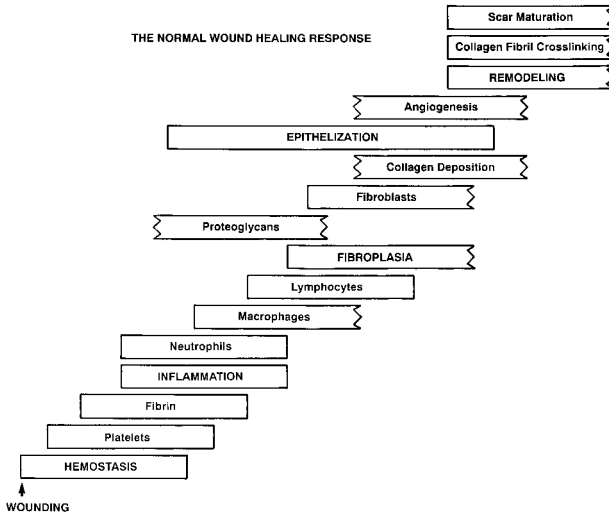 Scar Maturation
THE NORMAL WOUND HEALING RESPONSE
Collagen Fibril Crosslinking
REMODELING
Angiogenesis
EPITHELIZATION
Collagen Deposition
Fibroblasts
Proteoglycans
FIBROPLASIA
Lymphocytes
Macrophages
Neutrophils
INFLAMMATION
Fibrin
Platelets
HEMOSTASIS
WOUNDING